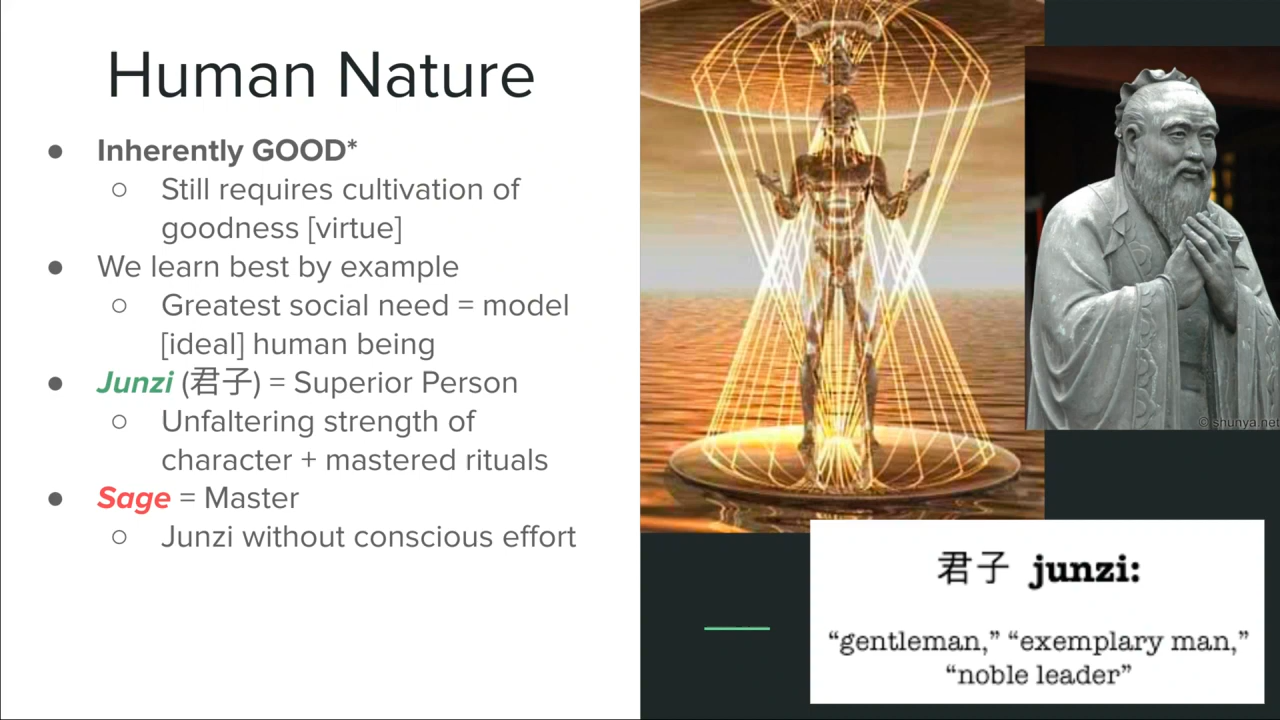 Human Nature
● Inherently GOOD*
○ Still requires cultivation of
goodness [virtue]
● We learn best by example
○ Greatest social need = model
[ideal] human being
● Junzi (君子) = Superior Person
○ Unfaltering strength of
character + mastered rituals
● Sage = Master
○ Junzi without conscious effort
© shunya.net
君子 junzi:
“gentleman,” “exemplary man,”
“noble leader”